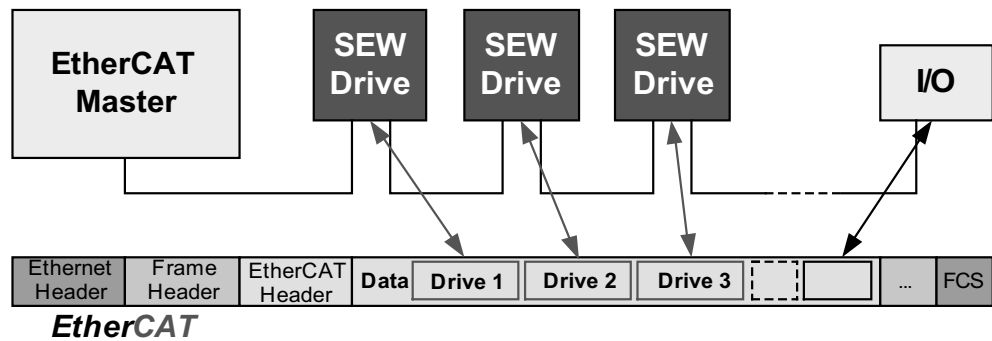 EtherCAT
Master
SEW
Drive
SEW
Drive
SEW
Drive
I/O
Ethernet
Header
Frame
Header
EtherCAT
Header
Data
Drive 1
Drive 2
Drive 3
...
FCS
EtherCAT